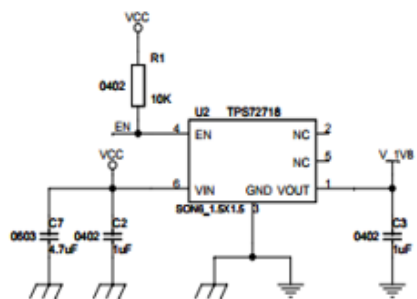 VCC
R1
0402
10K
U2 TPS72718
EN
4
EN
NC
2
VCC
NC
5
6
VIN
GND
VOUT
1
V_1V8
SON6_1.5X1.5
3
C7
0603
4.7uF
C2
0402
1uF
C3
0402
1uF